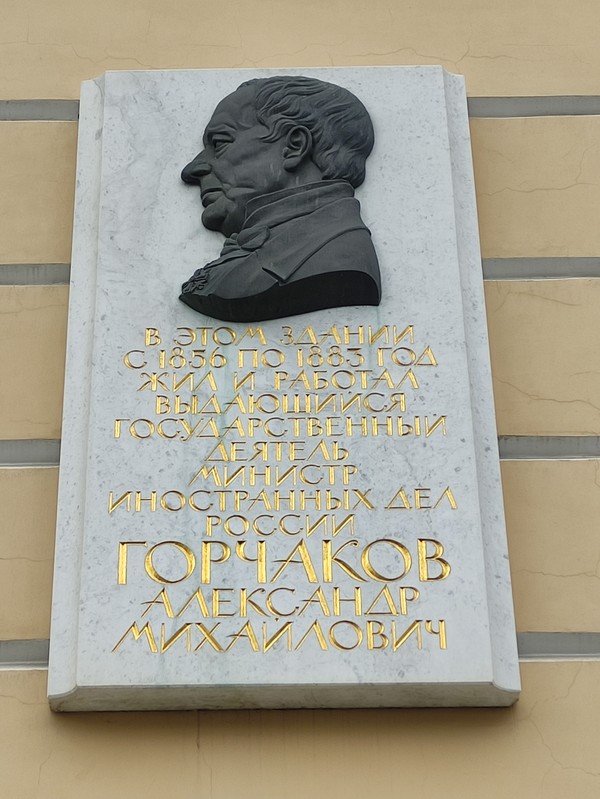 В ЭТОМ ЗДАНИИ
С 1856 ПО 1883 ГОД
ЖИЛ И РАБОТАЛ
ВЫДАЮЩИЙСЯ
ГОСУДАРСТВЕННЫЙ
ДЕЯТЕЛЬ
МИНИСТР
ИНОСТРАННЫХ ДЕЛ
РОССИИ
ГОРЧАКОВ
АЛЕКСАНДР
МИХАЙЛОВИЧ